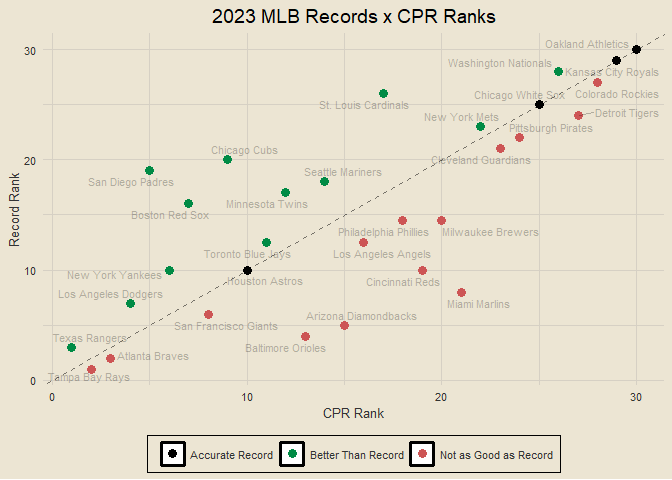 2023 MLB Records x CPR Ranks
Oakland Athletics
Washington Nationals
Kansas City Royals
Chicago White Sox
Colorado Rockies
St. Louis Cardinals
New York Mets
Detroit Tigers
Pittsburgh Pirates
Chicago Cubs
Cleveland Guardians
Seattle Mariners
San Diego Padres
Minnesota Twins
Boston Red Sox
Philadelphia Phillies
Milwaukee Brewers
Toronto Blue Jays
Los Angeles Angels
New York Yankees
Houston Astros
Cincinnati Reds
Los Angeles Dodgers
Miami Marlins
Arizona Diamondbacks
San Francisco Giants
Texas Rangers
Baltimore Orioles
Atlanta Braves
Tampa Bay Rays
Record Rank
30
20
10
0
0
10
20
30
CPR Rank
Accurate Record
Better Than Record
Not as Good as Record